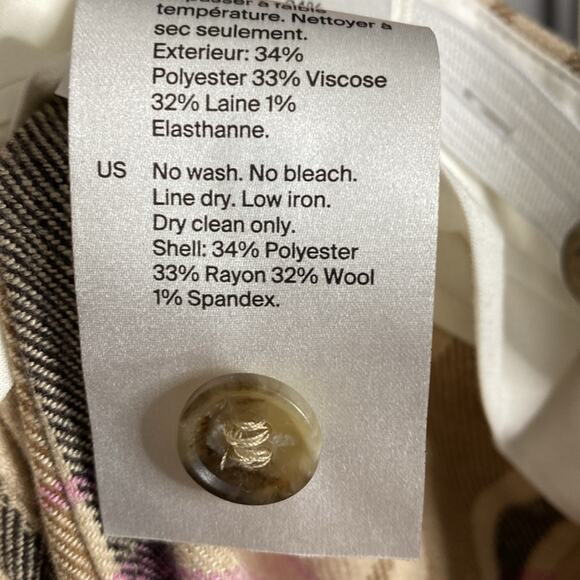 température. Nettoyer à
sec seulement.
Exterieur: 34%
Polyester 33% Viscose
32% Laine 1%
Elasthanne.
US No wash. No bleach.
Line dry. Low iron.
Dry clean only.
Shell: 34% Polyester
33% Rayon 32% Wool
1% Spandex.